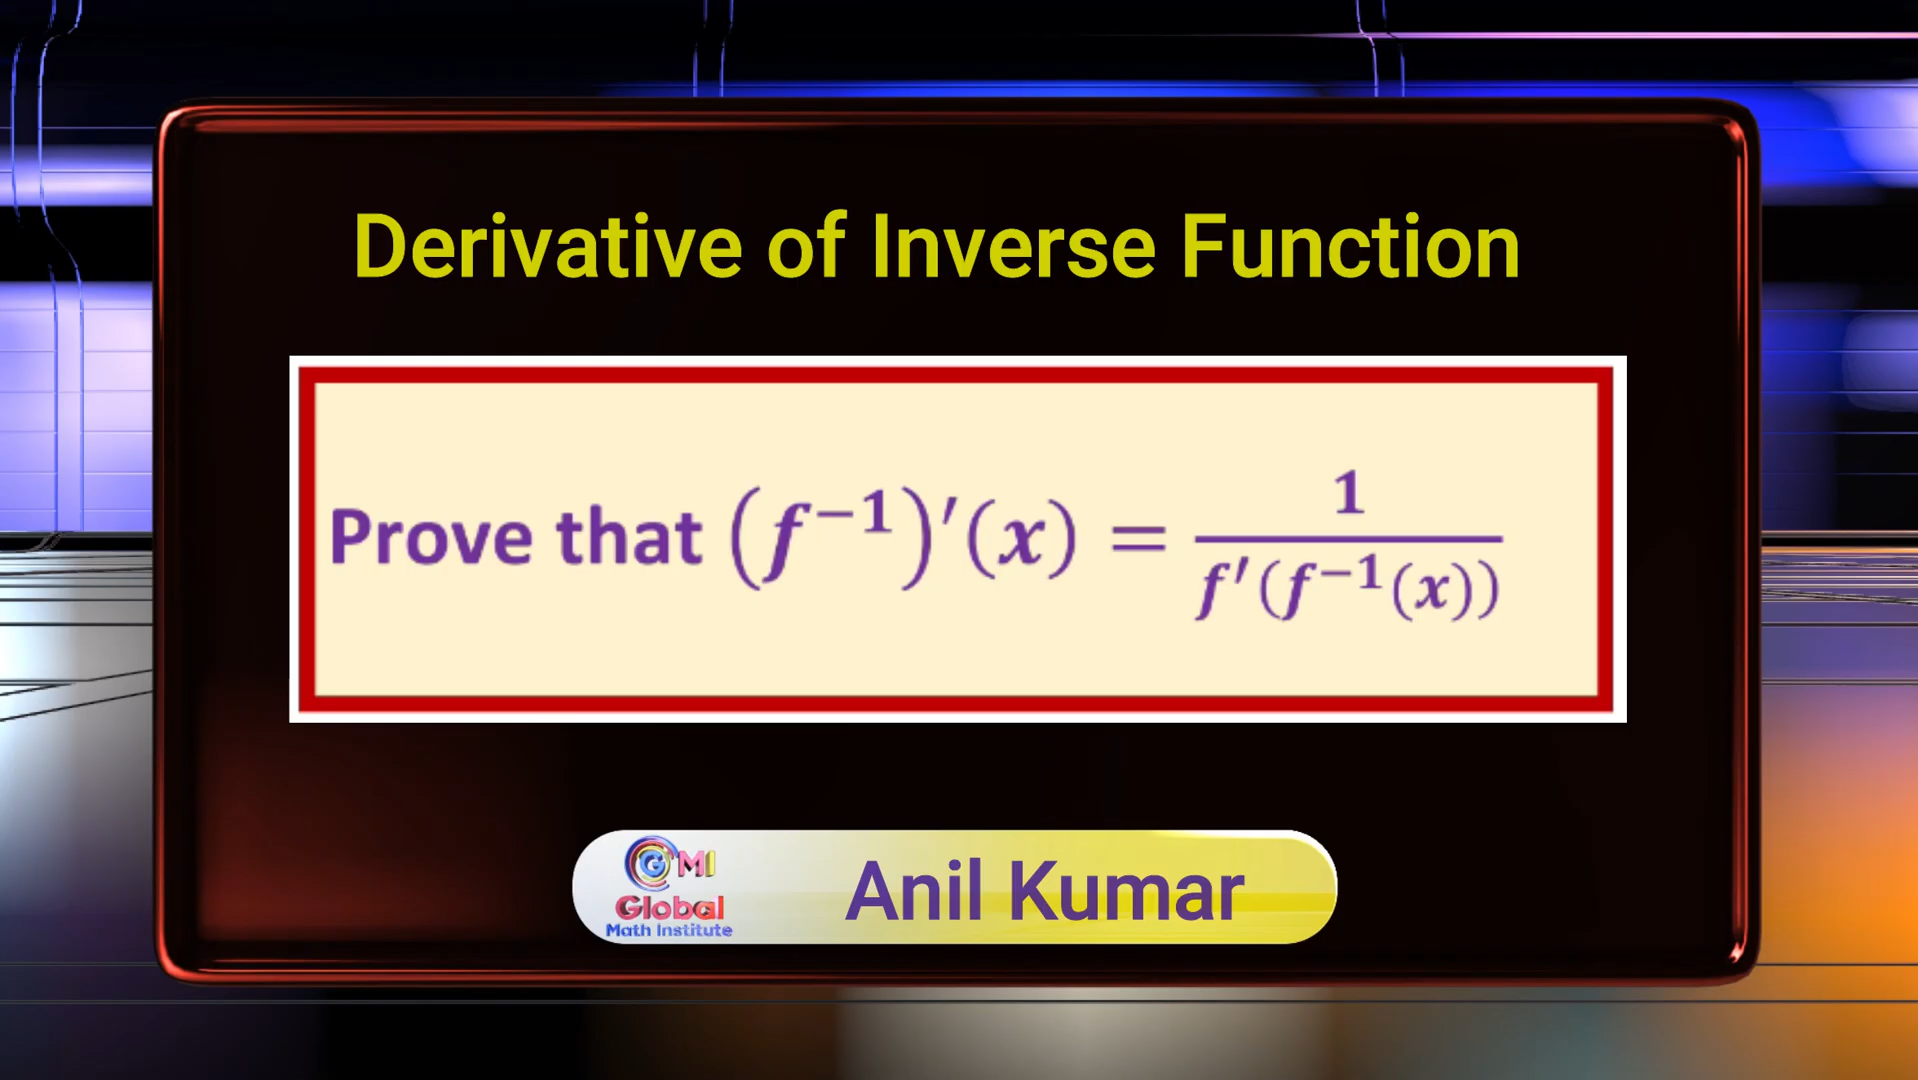 Derivative of Inverse Function
Prove that (f⁻¹)′(x) = 1 / f′(f⁻¹(x))
GMI
Global
Math Institute
Anil Kumar